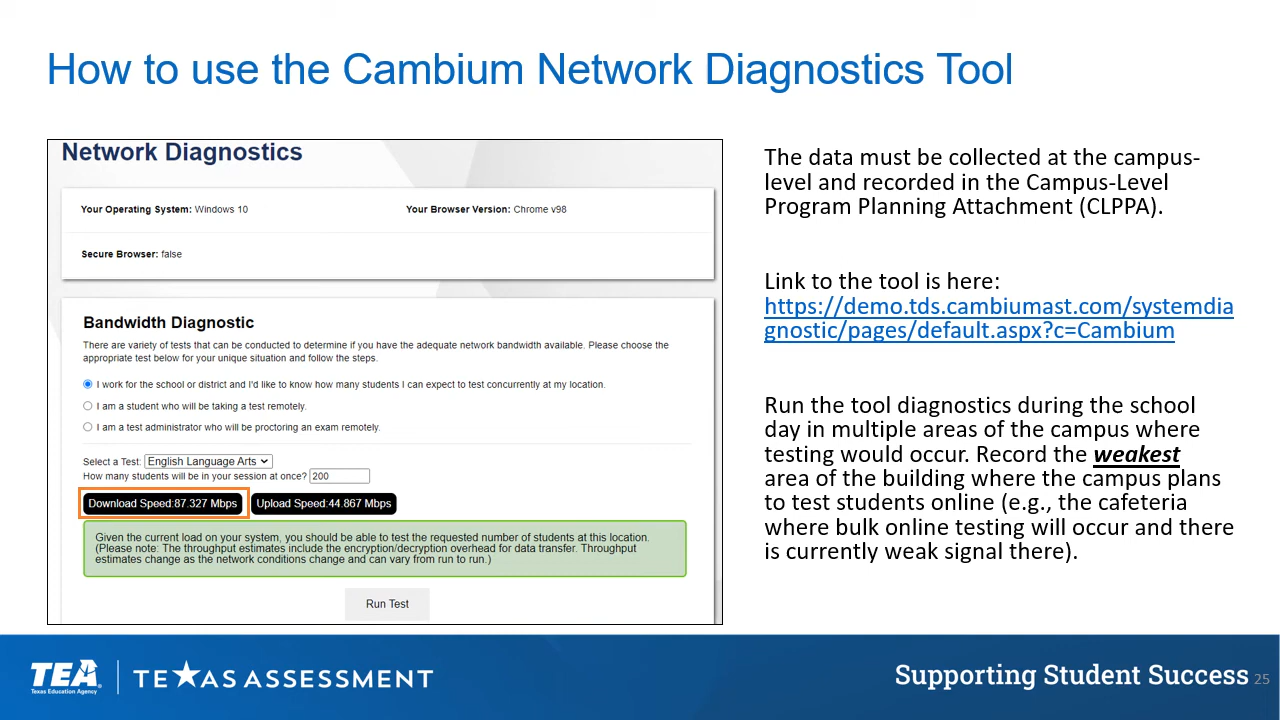 How to use the Cambium Network Diagnostics Tool
Network Diagnostics
Your Operating System: Windows 10
Your Browser Version: Chrome v98
Secure Browser: false
Bandwidth Diagnostic
There are variety of tests that can be conducted to determine if you have the adequate network bandwidth available. Please choose the
appropriate test below for your unique situation and follow the steps.
I work for the school or district and I'd like to know how many students I can expect to test concurrently at my location.
I am a student who will be taking a test remotely.
I am a test administrator who will be proctoring an exam remotely.
Select a Test: English Language Arts
How many students will be in your session at once? 200
Download Speed:87.327 Mbps
Upload Speed:44.867 Mbps
Given the current load on your system, you should be able to test the requested number of students at this location.
(Please note: The throughput estimates include the encryption/decryption overhead for data transfer. Throughput
estimates change as the network conditions change and can vary from run to run.)
Run Test
The data must be collected at the campus-
level and recorded in the Campus-Level
Program Planning Attachment (CLPPA).
Link to the tool is here:
https://demo.tds.cambiumast.com/systemdia
gnostic/pages/default.aspx?c=Cambium
Run the tool diagnostics during the school
day in multiple areas of the campus where
testing would occur. Record the weakest
area of the building where the campus plans
to test students online (e.g., the cafeteria
where bulk online testing will occur and there
is currently weak signal there).
TEA
Texas Education Agency
TEXAS ASSESSMENT
Supporting Student Success
25